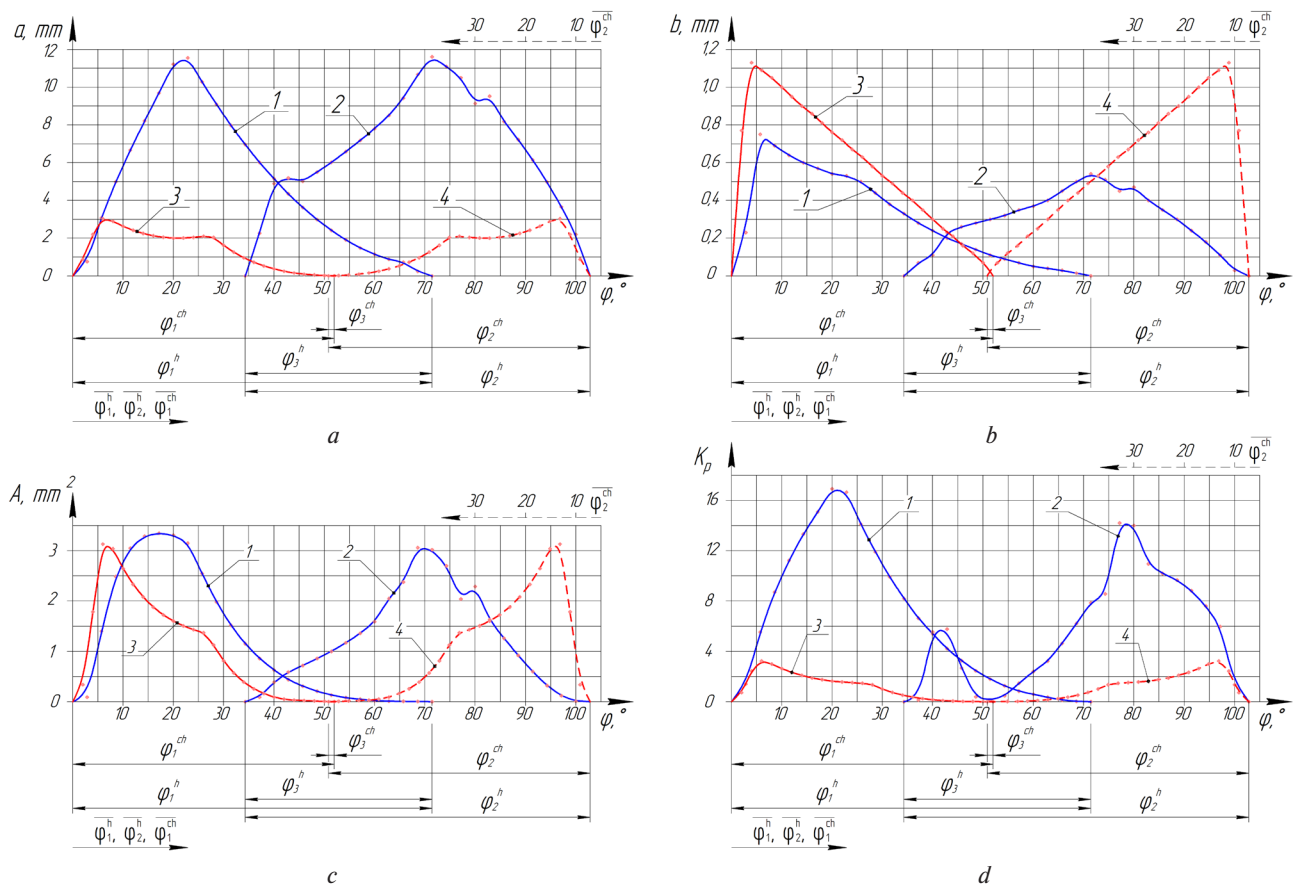 a, mm
30 20 10 φ₂ᶜʰ
12
10
8
6
4
2
0
1
2
3
4
10 20 30 40 50 60 70 80 90 100 φ,°
φ₃ᶜʰ
φ₁ᶜʰ
φ₂ᶜʰ
φ₃ʰ
φ₁ʰ
φ₂ʰ
φ₁ʰ, φ₂ʰ, φ₁ᶜʰ
a
b, mm
30 20 10 φ₂ᶜʰ
1,2
1,0
0,8
0,6
0,4
0,2
0
3
4
2
1
10 20 30 40 50 60 70 80 90 100 φ,°
φ₃ᶜʰ
φ₁ᶜʰ
φ₂ᶜʰ
φ₃ʰ
φ₁ʰ
φ₂ʰ
φ₁ʰ, φ₂ʰ, φ₁ᶜʰ
b
A, mm²
30 20 10 φ₂ᶜʰ
3
2
1
0
1
2
3
4
10 20 30 40 50 60 70 80 90 100 φ,°
φ₃ᶜʰ
φ₁ᶜʰ
φ₂ᶜʰ
φ₃ʰ
φ₁ʰ
φ₂ʰ
φ₁ʰ, φ₂ʰ, φ₁ᶜʰ
c
Kₚ
30 20 10 φ₂ᶜʰ
16
12
8
4
0
1
2
3
4
10 20 30 40 50 60 70 80 90 100 φ,°
φ₃ᶜʰ
φ₁ᶜʰ
φ₂ᶜʰ
φ₃ʰ
φ₁ʰ
φ₂ʰ
φ₁ʰ, φ₂ʰ, φ₁ᶜʰ
d